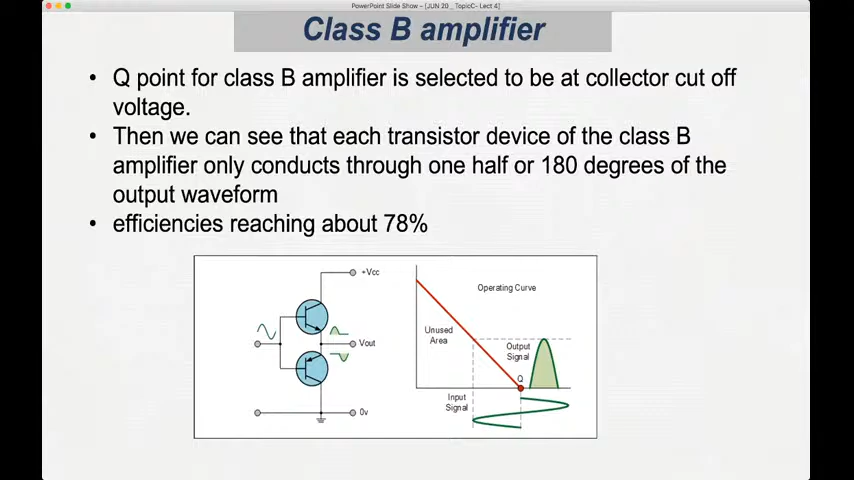 PowerPoint Slide Show - [JUN 20 _ TopicC- Lect 4]
Class B amplifier
• Q point for class B amplifier is selected to be at collector cut off
voltage.
• Then we can see that each transistor device of the class B
amplifier only conducts through one half or 180 degrees of the
output waveform
• efficiencies reaching about 78%
+Vcc
Vout
0v
Operating Curve
Unused
Area
Output
Signal
Q
Input
Signal